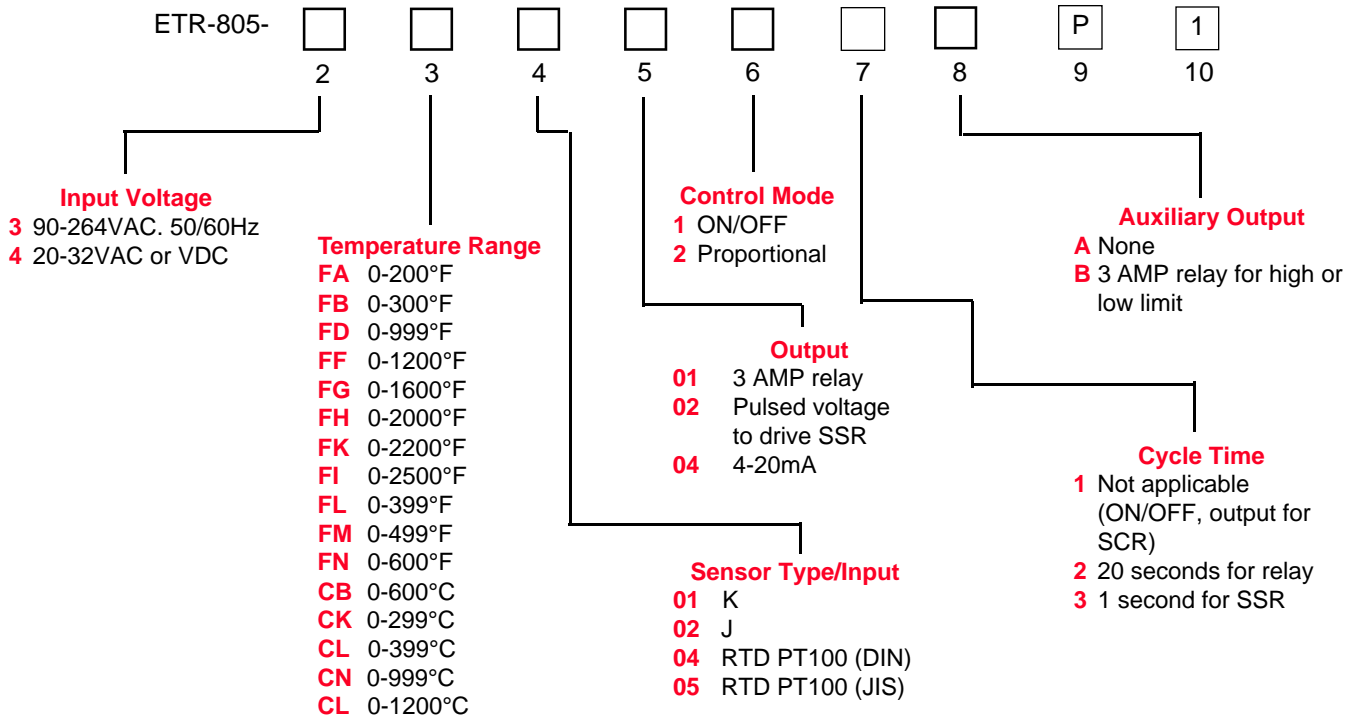 ETR-805-
P 1
2 3 4 5 6 7 8 9 10
Input Voltage
3 90-264VAC. 50/60Hz
4 20-32VAC or VDC
Temperature Range
FA 0-200°F
FB 0-300°F
FD 0-999°F
FF 0-1200°F
FG 0-1600°F
FH 0-2000°F
FK 0-2200°F
FI 0-2500°F
FL 0-399°F
FM 0-499°F
FN 0-600°F
CB 0-600°C
CK 0-299°C
CL 0-399°C
CN 0-999°C
CL 0-1200°C
Control Mode
1 ON/OFF
2 Proportional
Output
01 3 AMP relay
02 Pulsed voltage
to drive SSR
04 4-20mA
Sensor Type/Input
01 K
02 J
04 RTD PT100 (DIN)
05 RTD PT100 (JIS)
Auxiliary Output
A None
B 3 AMP relay for high or
low limit
Cycle Time
1 Not applicable
(ON/OFF, output for
SCR)
2 20 seconds for relay
3 1 second for SSR